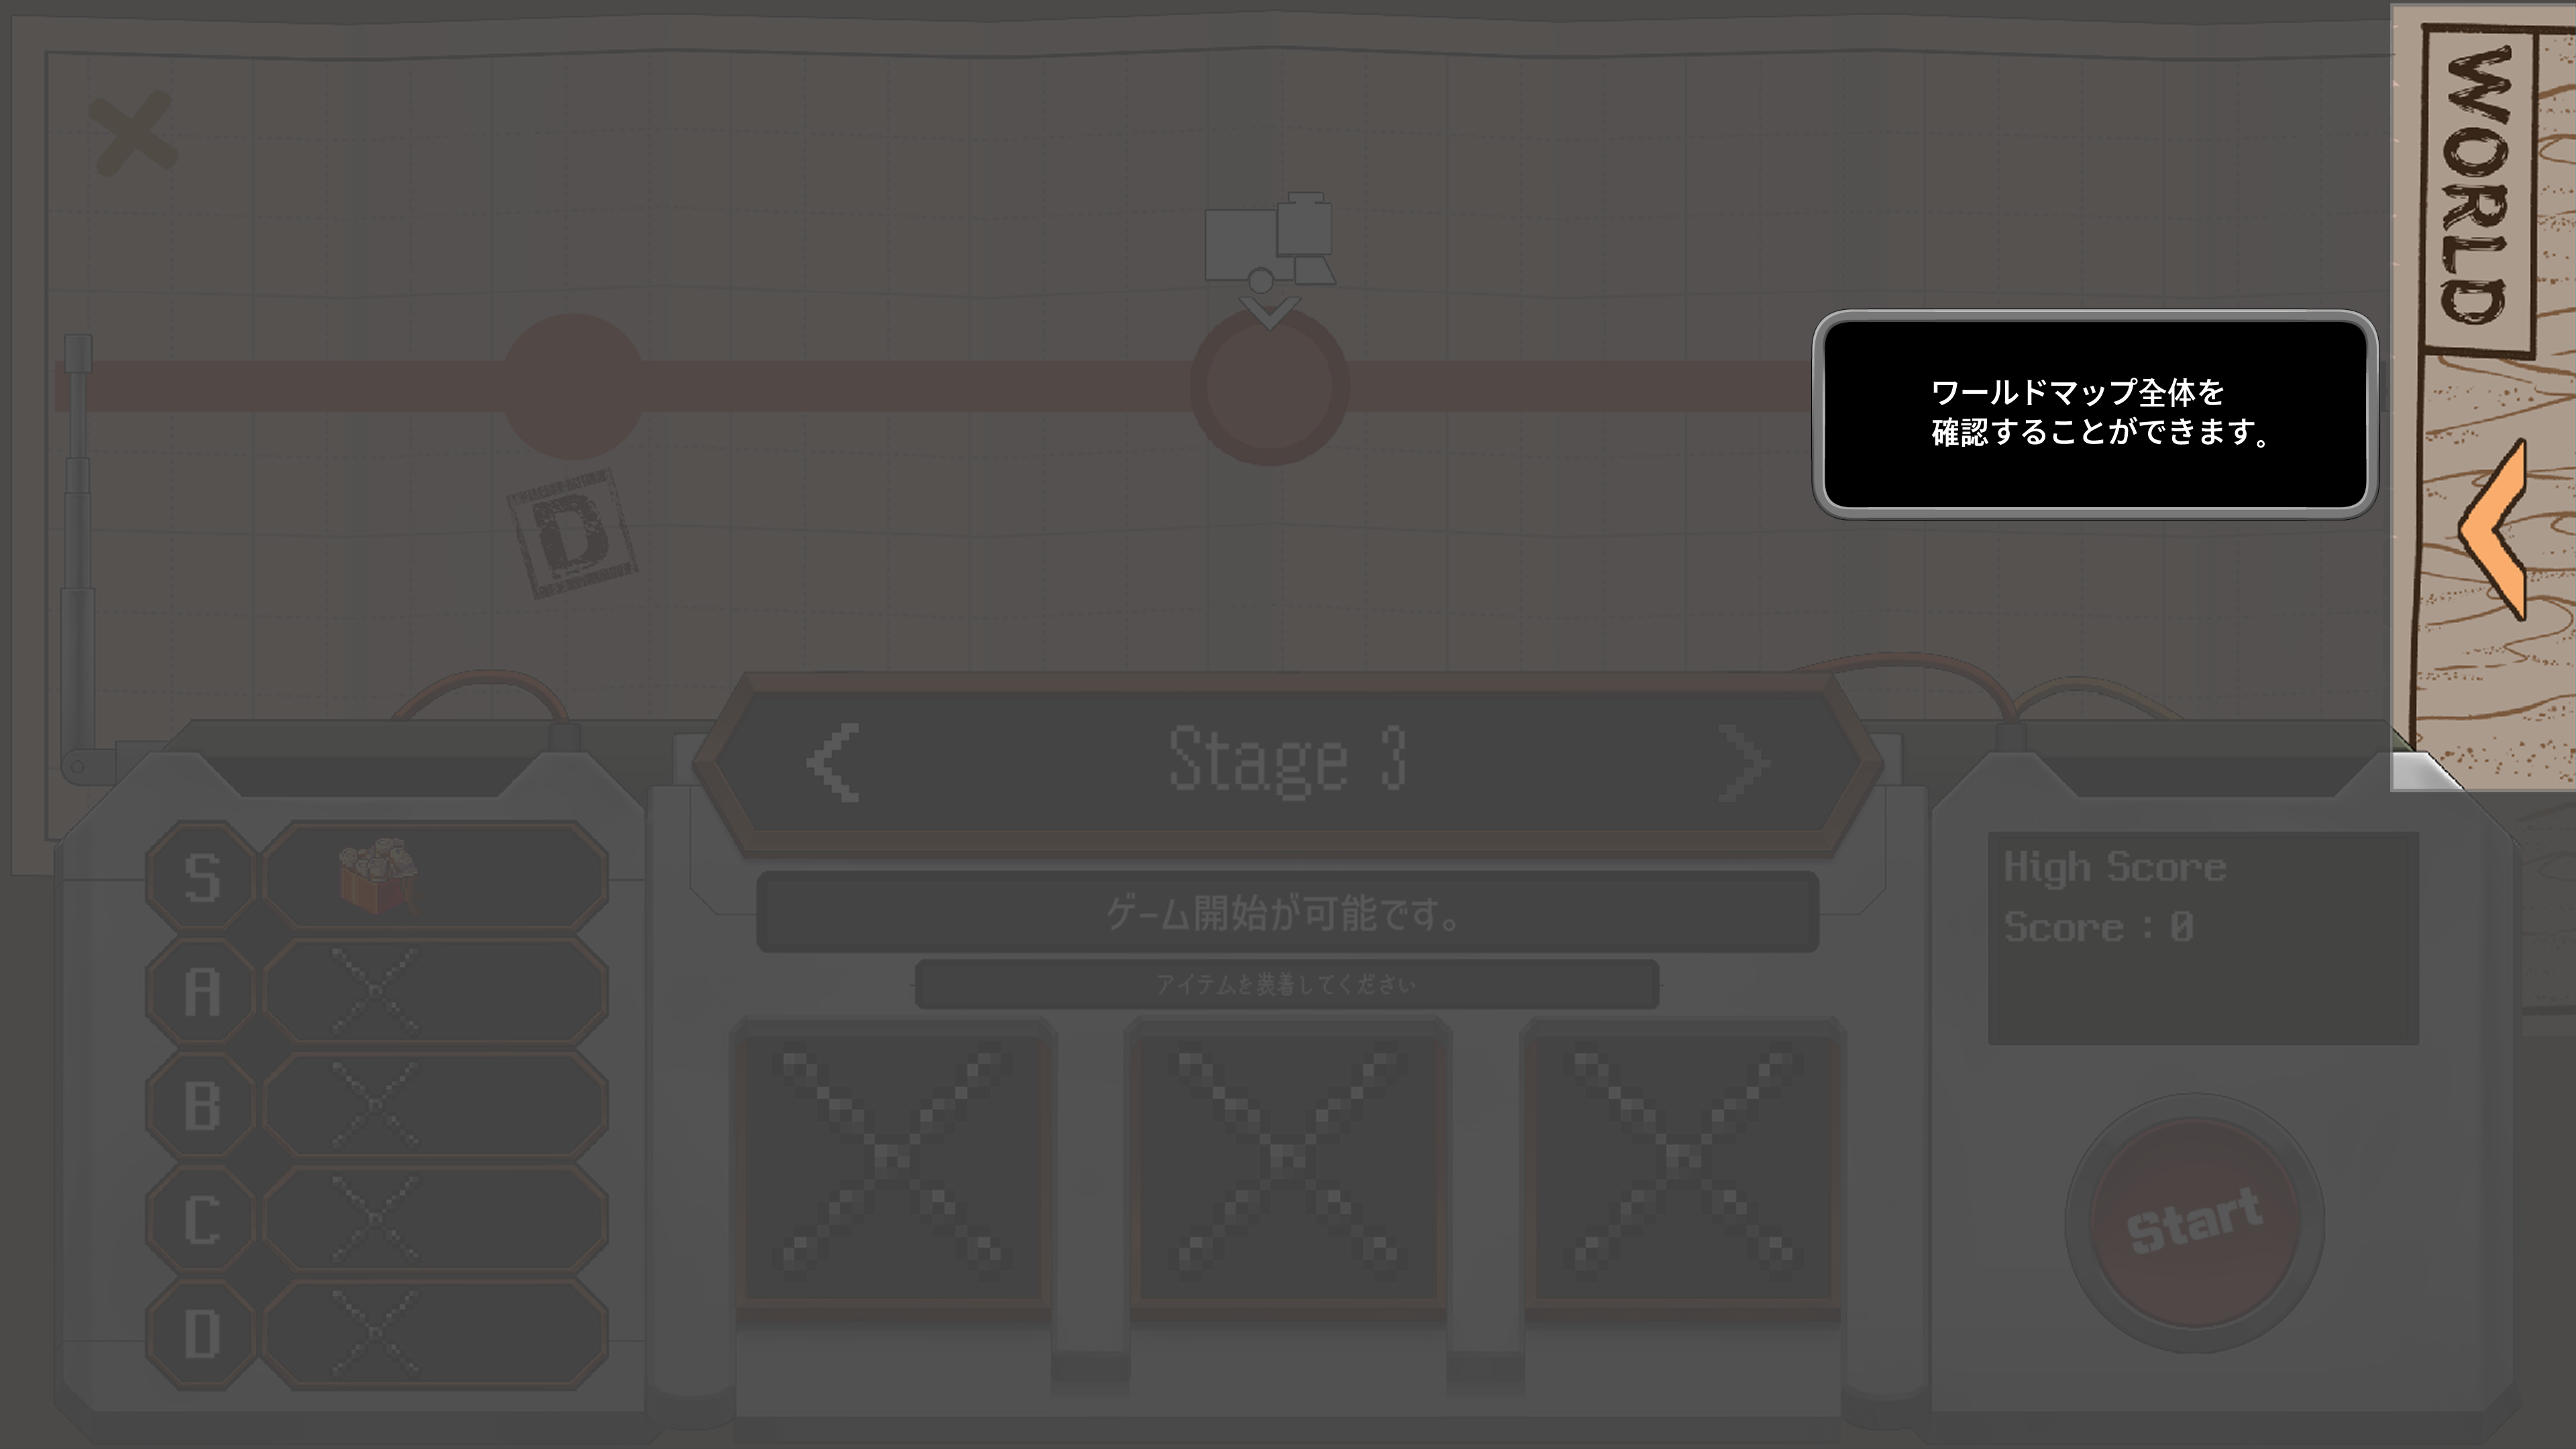 WORLD
ワールドマップ全体を
確認することができます。
D
Stage 3
S
A
B
C
D
ゲーム開始が可能です。
アイテムを装着してください
High Score
Score : 0
Start